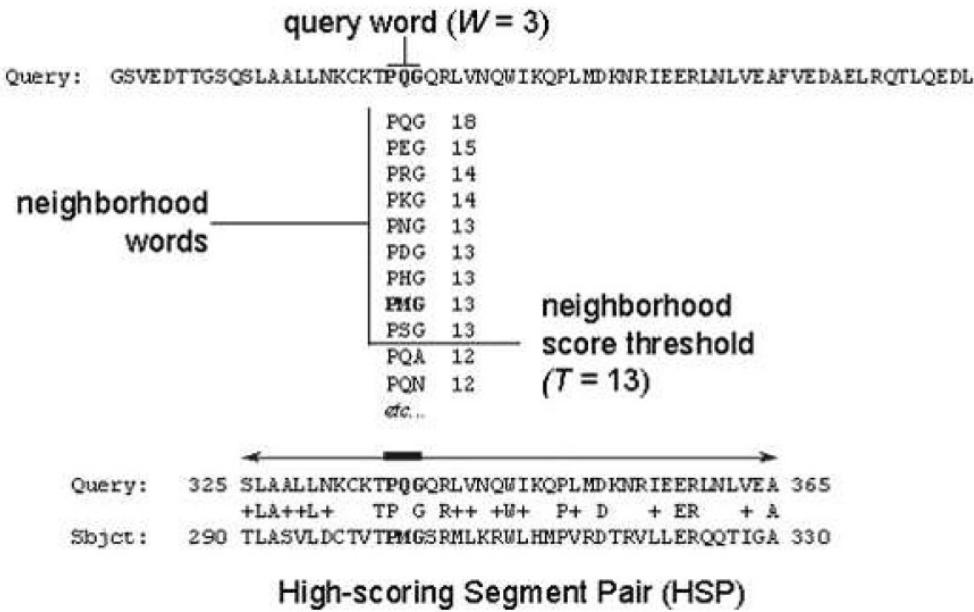 query word (W = 3)
Query: GSVEDTTGSQSLAALLNKCKTPQGQRLVNQWIKQPLMDKNRIEERLNLVEAFVEDAELRQTLQEDL
PQG 18
PEG 15
PRG 14
PKG 14
PNG 13
PDG 13
PHG 13
PMG 13
PSG 13
PQA 12
PQN 12
etc...
neighborhood
words
neighborhood
score threshold
(T = 13)
Query: 325 SLAALLNKCKTPQGQRLVNQWIKQPLMDKNRIEERLNLVEA 365
+LA++L+ TP G R++ +W+ P+ D + ER + A
Sbjct: 290 TLASVLDCTVTPMGSRMLKRWLHMPVRDTRVLLERQQTIGA 330
High-scoring Segment Pair (HSP)